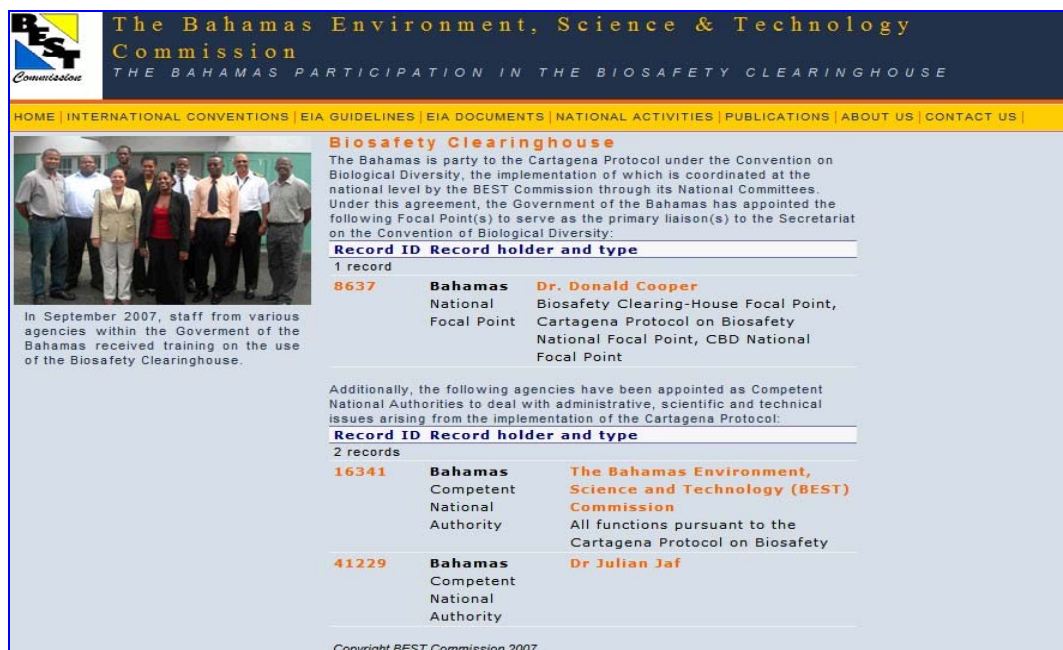 BEST
Commission
The Bahamas Environment, Science & Technology
Commission
THE BAHAMAS PARTICIPATION IN THE BIOSAFETY CLEARINGHOUSE
HOME | INTERNATIONAL CONVENTIONS | EIA GUIDELINES | EIA DOCUMENTS | NATIONAL ACTIVITIES | PUBLICATIONS | ABOUT US | CONTACT US |
In September 2007, staff from various
agencies within the Goverment of the
Bahamas received training on the use
of the Biosafety Clearinghouse.
Biosafety Clearinghouse
The Bahamas is party to the Cartagena Protocol under the Convention on
Biological Diversity, the implementation of which is coordinated at the
national level by the BEST Commission through its National Committees.
Under this agreement, the Government of the Bahamas has appointed the
following Focal Point(s) to serve as the primary liaison(s) to the Secretariat
on the Convention of Biological Diversity:
Record ID Record holder and type
1 record
8637 Bahamas Dr. Donald Cooper
National Biosafety Clearing-House Focal Point,
Focal Point Cartagena Protocol on Biosafety
National Focal Point, CBD National
Focal Point
Additionally, the following agencies have been appointed as Competent
National Authorities to deal with administrative, scientific and technical
issues arising from the implementation of the Cartagena Protocol:
Record ID Record holder and type
2 records
16341 Bahamas The Bahamas Environment,
Competent Science and Technology (BEST)
National Commission
Authority All functions pursuant to the
Cartagena Protocol on Biosafety
41229 Bahamas Dr Julian Jaf
Competent
National
Authority
Copyright BEST Commission 2007